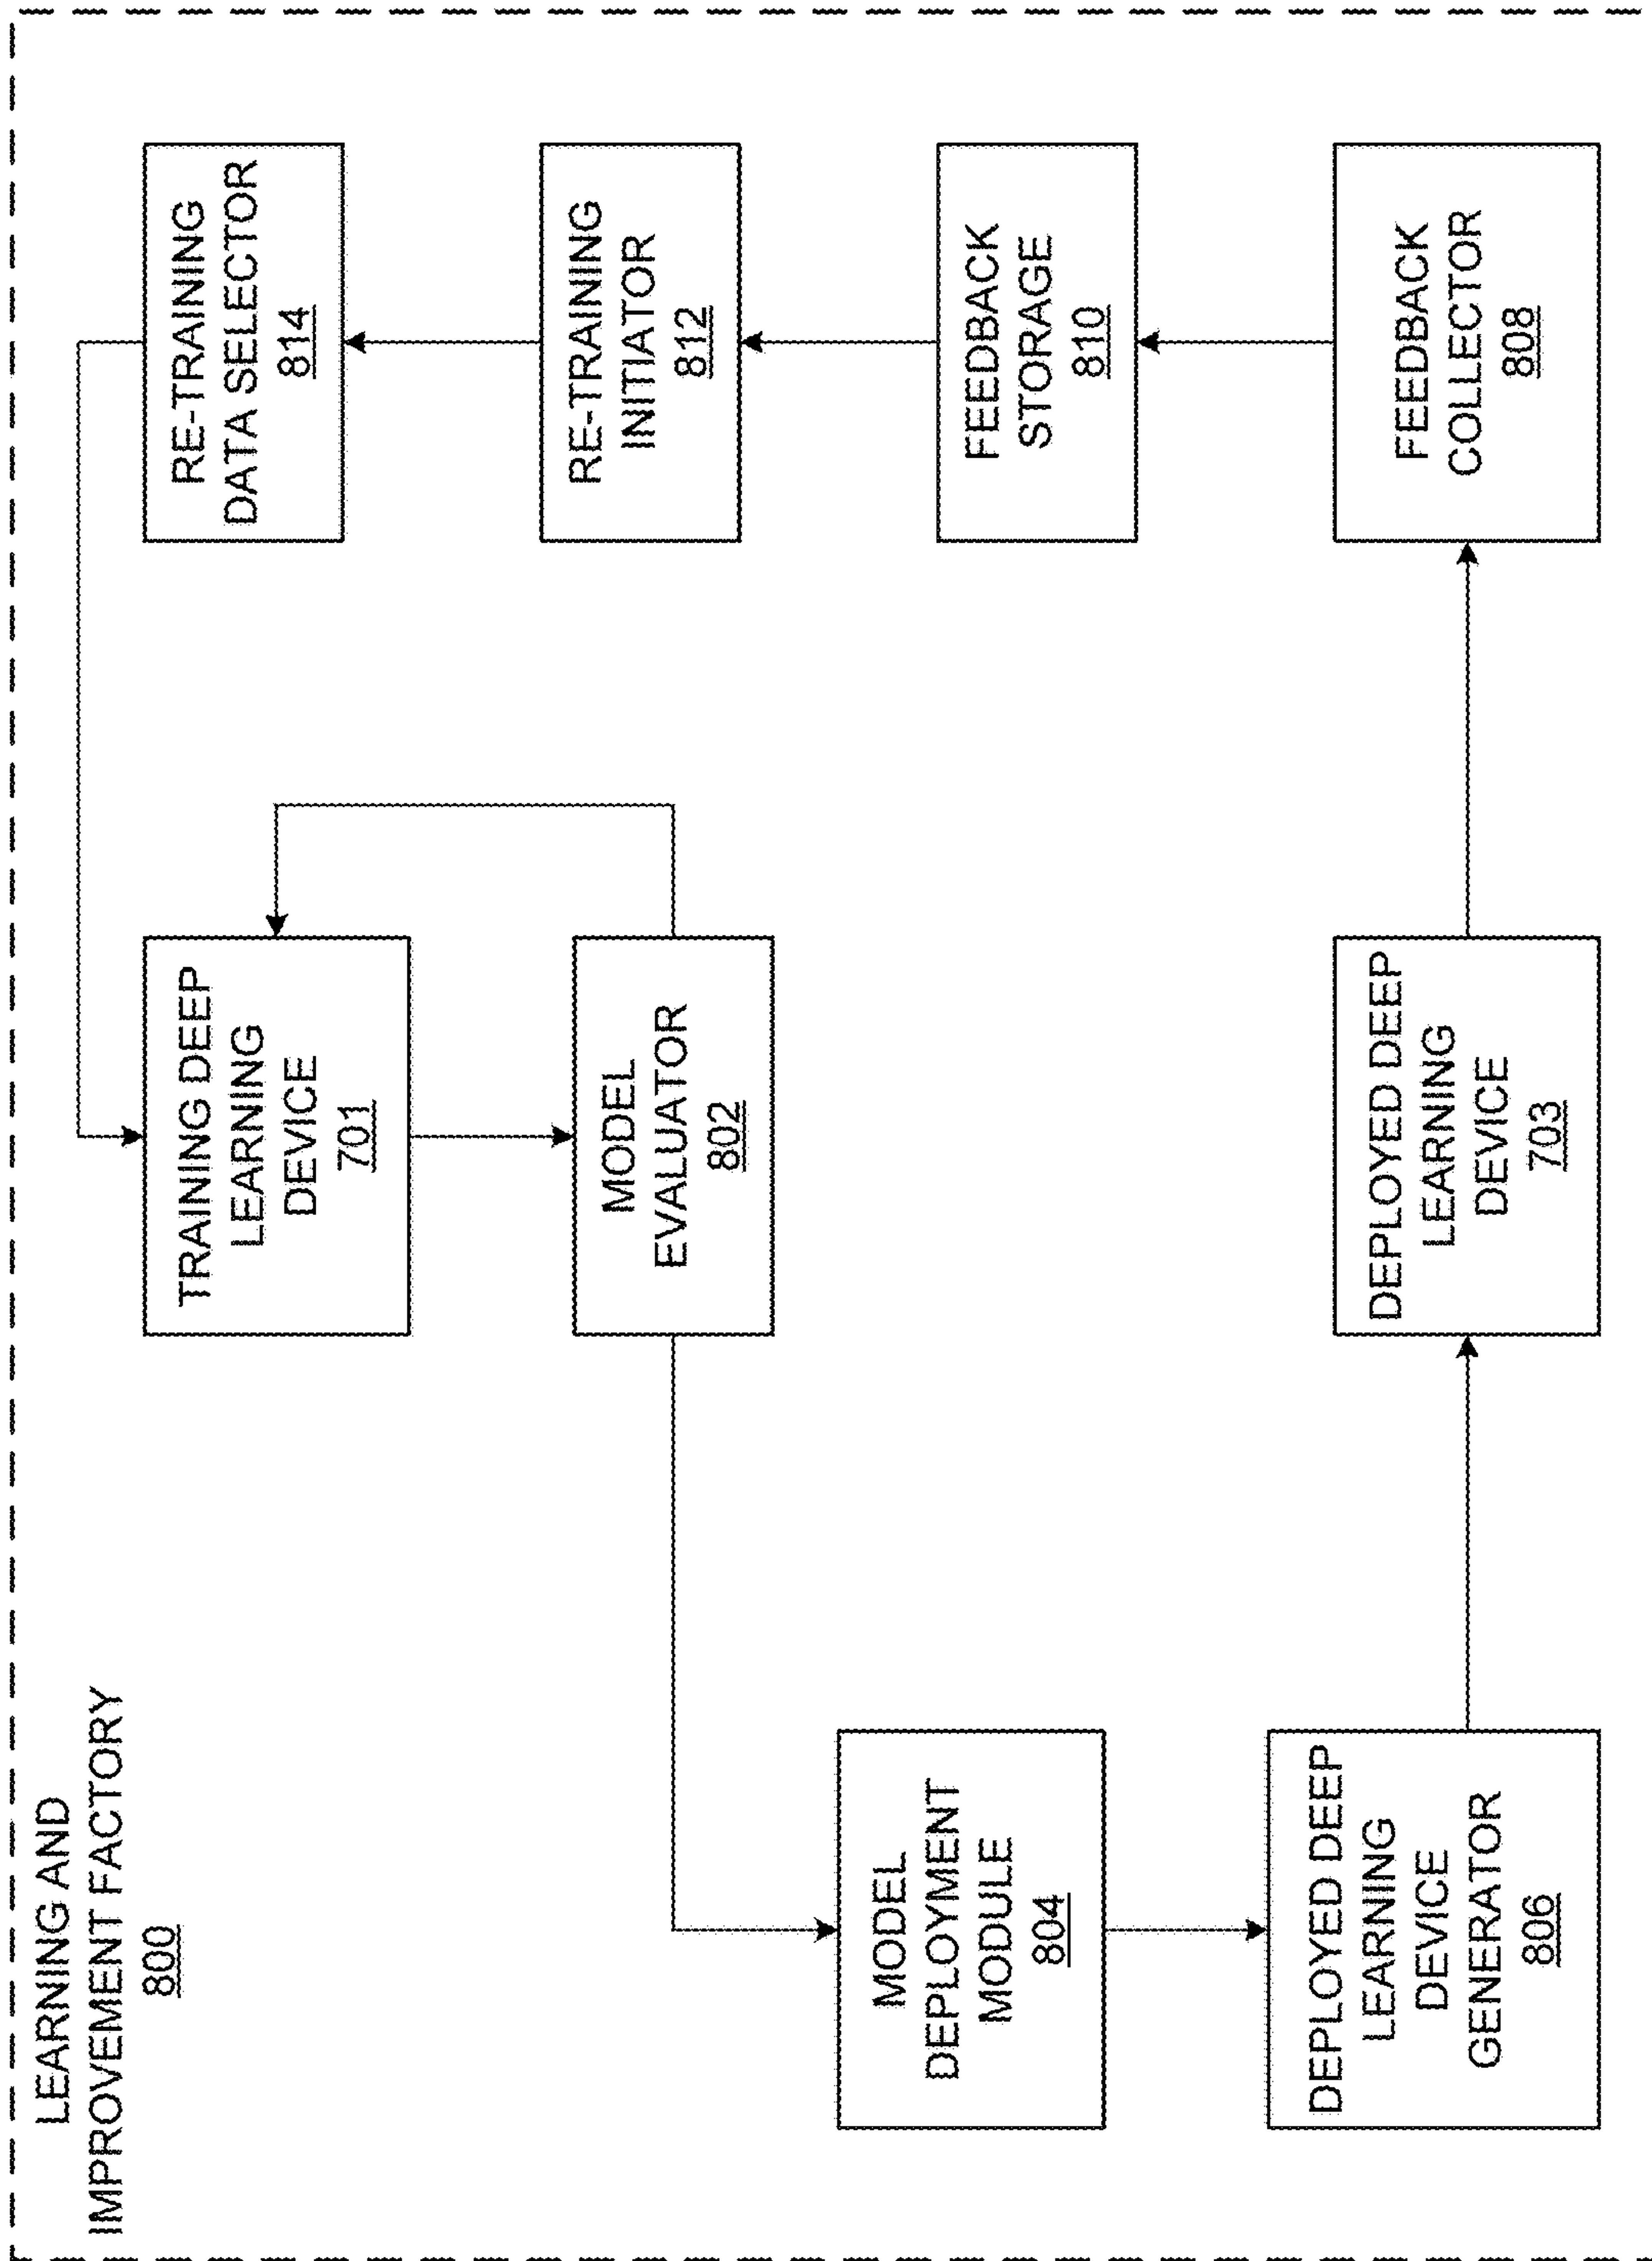 LEARNING AND
IMPROVEMENT FACTORY
800
TRAINING DEEP
LEARNING
DEVICE
701
RE-TRAINING
DATA SELECTOR
814
MODEL
EVALUATOR
802
RE-TRAINING
INITIATOR
812
MODEL
DEPLOYMENT
MODULE
804
FEEDBACK
STORAGE
810
DEPLOYED DEEP
LEARNING
DEVICE
GENERATOR
806
DEPLOYED DEEP
LEARNING
DEVICE
703
FEEDBACK
COLLECTOR
808